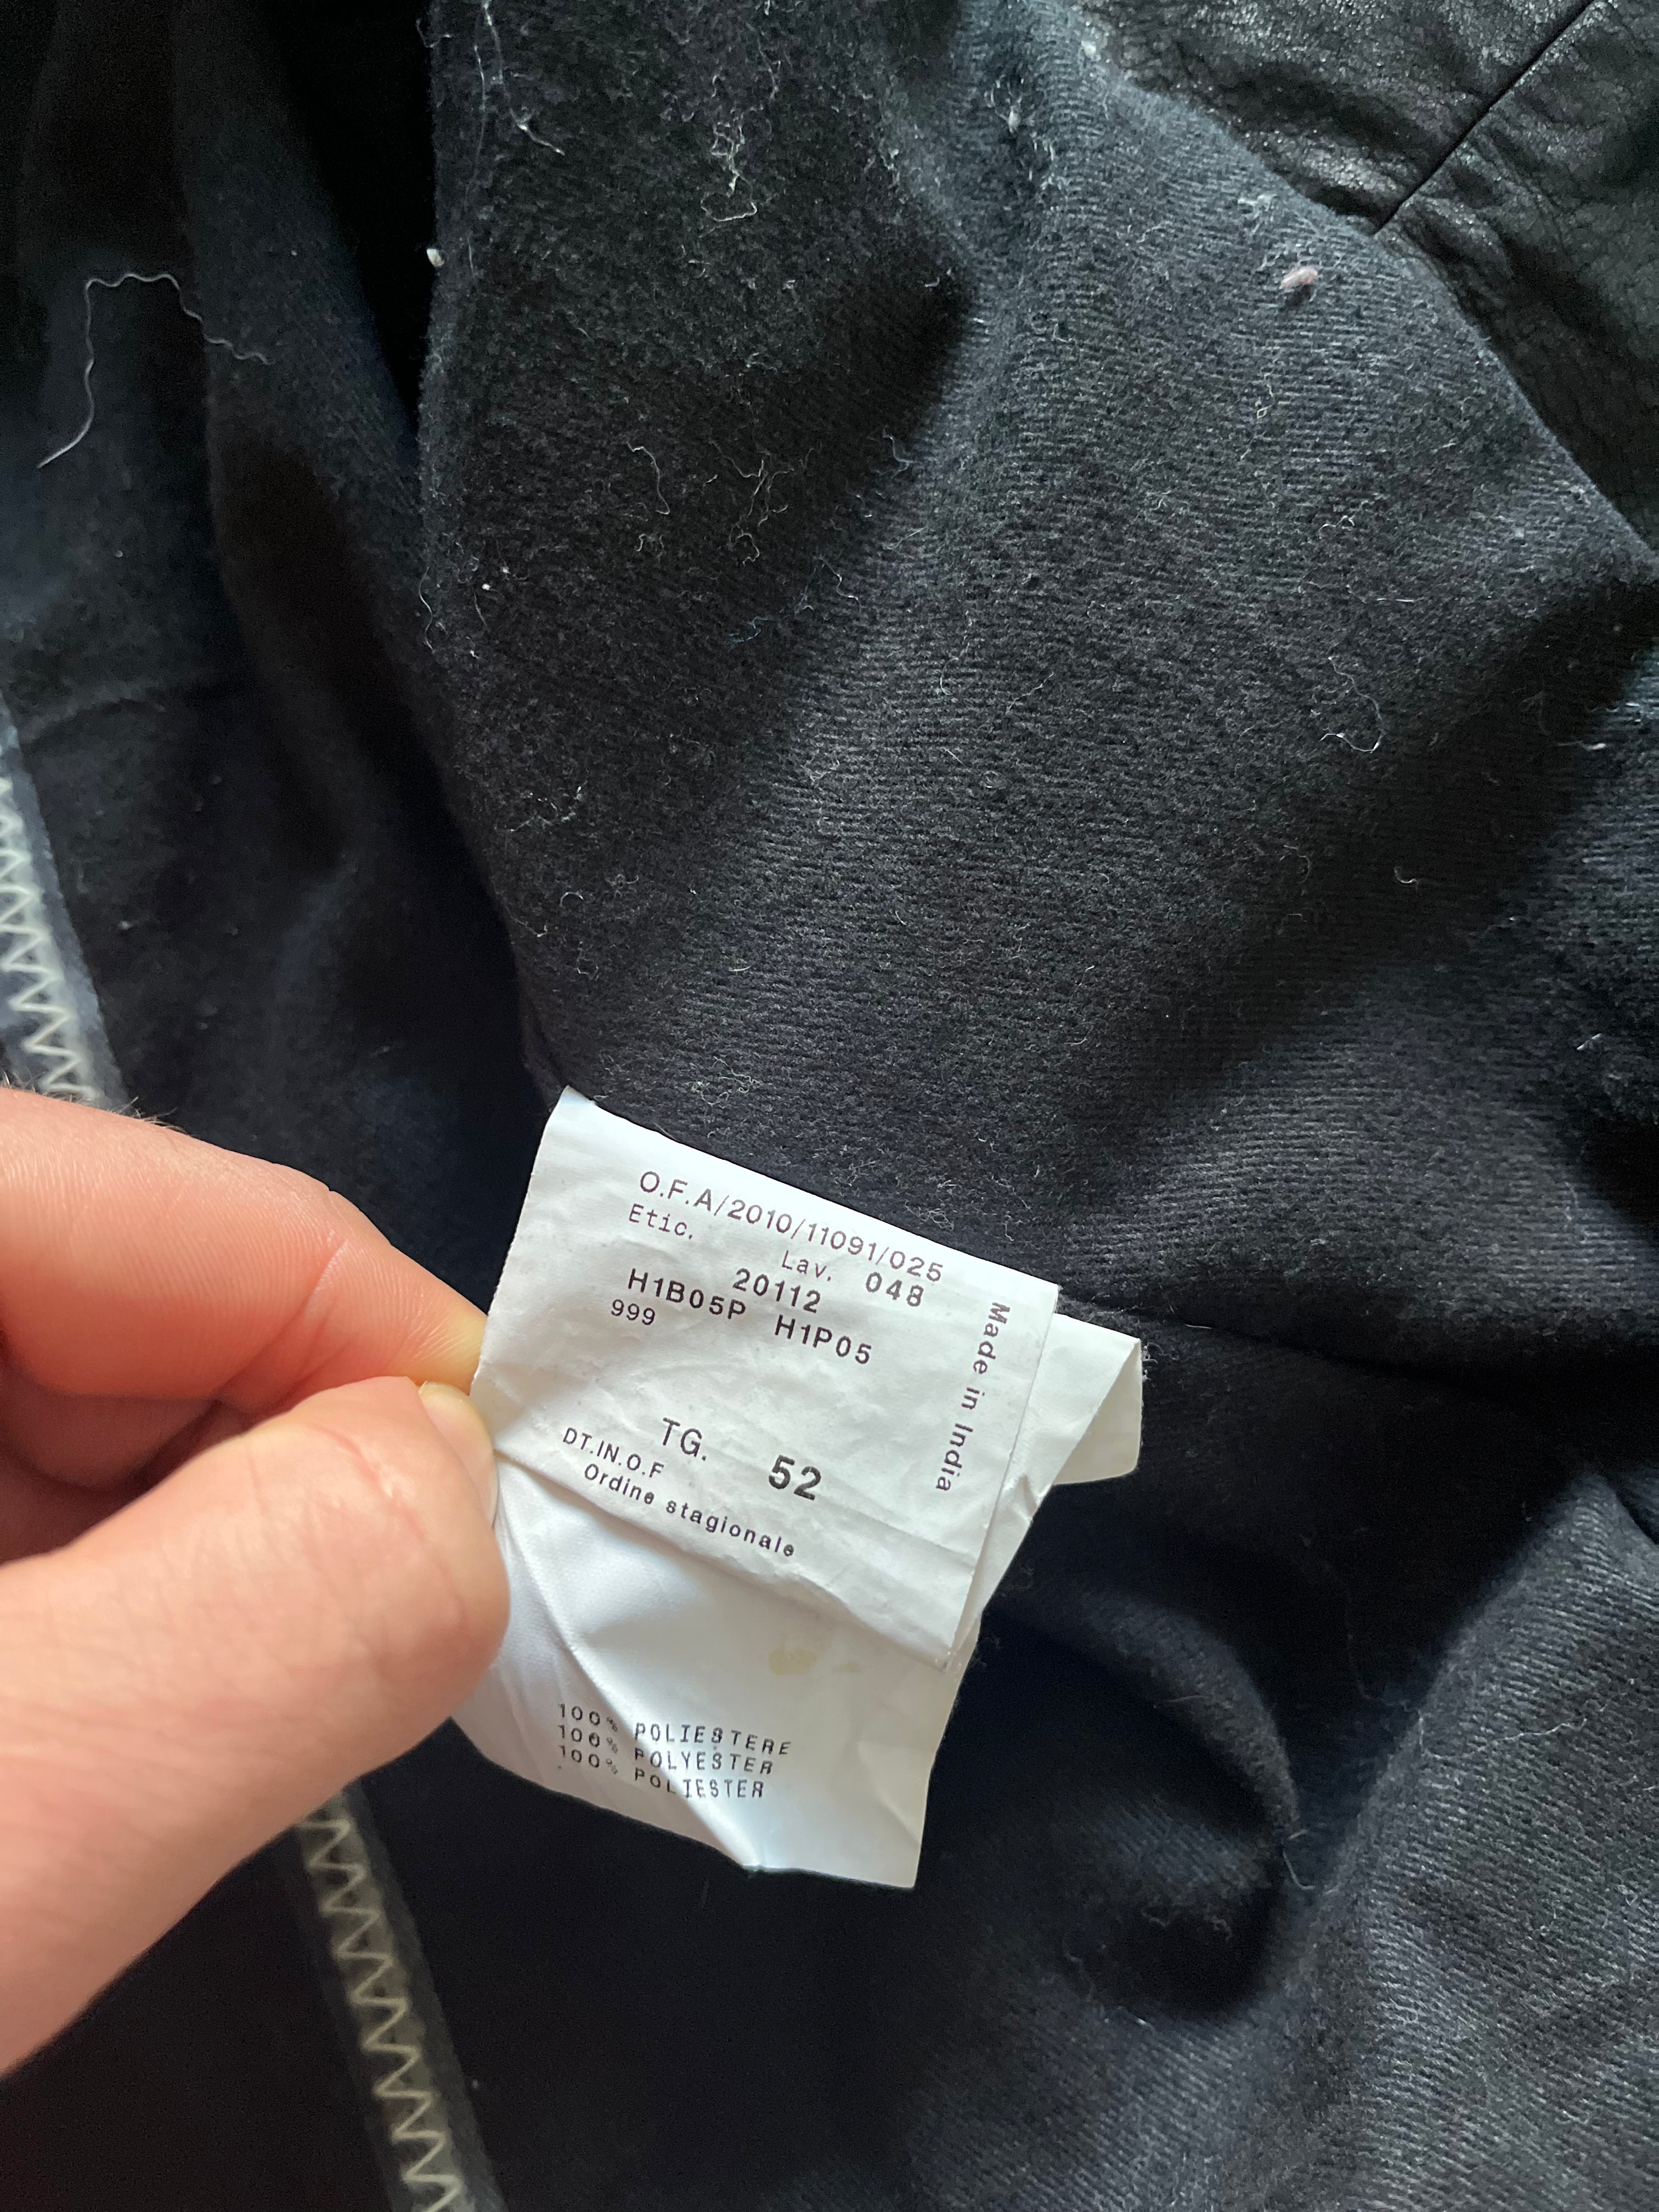 O.F.A/2010/11091/025
Etic. Lav. 048
20112
H1B05P H1P05
999
TG. 52
DT.IN.O.F
Ordine stagionale
Made in India
100% POLIESTERE
100% POLYESTER
100% POLIESTER